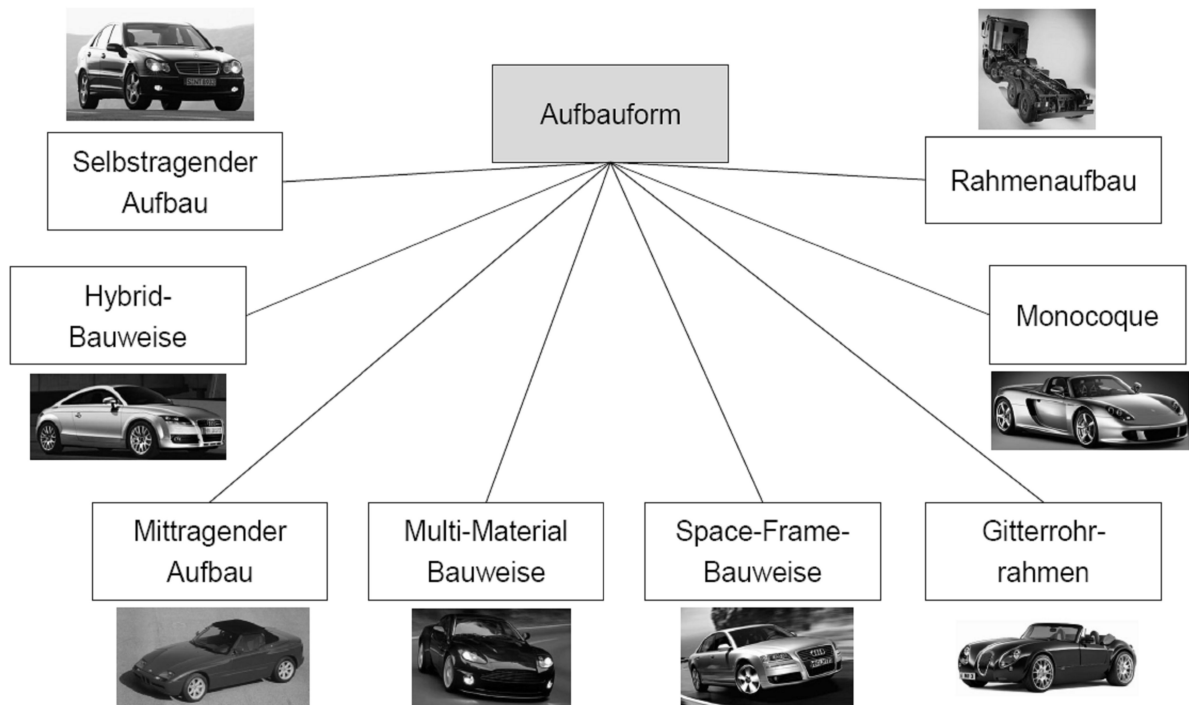 Aufbauform
Selbstragender
Aufbau
Rahmenaufbau
Hybrid-
Bauweise
Monocoque
Mittragender
Aufbau
Multi-Material
Bauweise
Space-Frame-
Bauweise
Gitterrohr-
rahmen